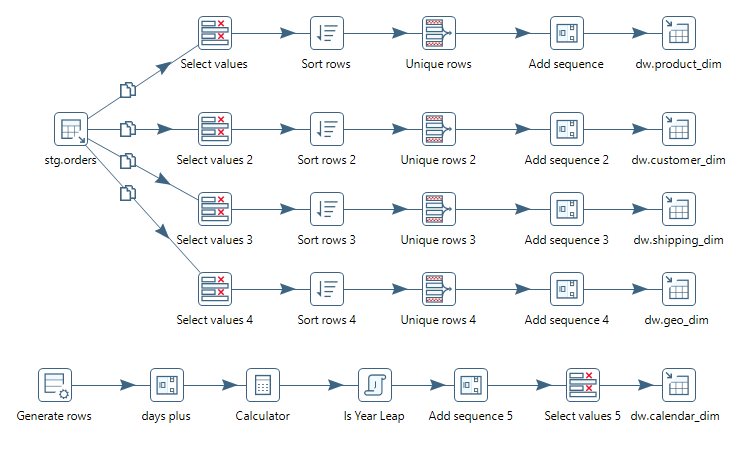 Select values
Sort rows
Unique rows
Add sequence
dw.product_dim
stg.orders
Select values 2
Sort rows 2
Unique rows 2
Add sequence 2
dw.customer_dim
Select values 3
Sort rows 3
Unique rows 3
Add sequence 3
dw.shipping_dim
Select values 4
Sort rows 4
Unique rows 4
Add sequence 4
dw.geo_dim
Generate rows
days plus
Calculator
Is Year Leap
Add sequence 5
Select values 5
dw.calendar_dim